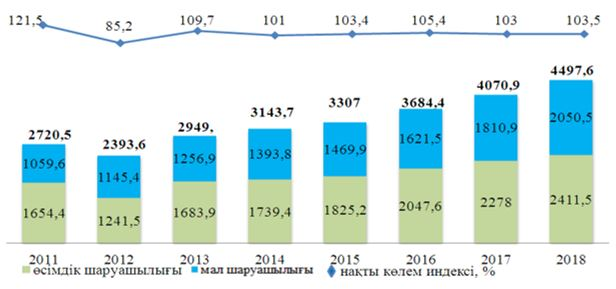 121,5 85,2 109,7 101 103,4 105,4 103 103,5
2720,5 2393,6 2949, 3143,7 3307 3684,4 4070,9 4497,6
1059,6 1145,4 1256,9 1393,8 1469,9 1621,5 1810,9 2050,5
1654,4 1241,5 1683,9 1739,4 1825,2 2047,6 2278 2411,5
2011 2012 2013 2014 2015 2016 2017 2018
өсімдік шаруашылығы мал шаруашылығы нақты көлем индексі, %